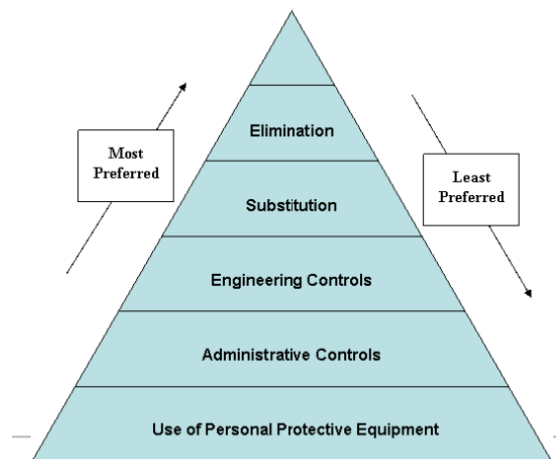 Elimination
Most
Preferred
Least
Preferred
Substitution
Engineering Controls
Administrative Controls
Use of Personal Protective Equipment